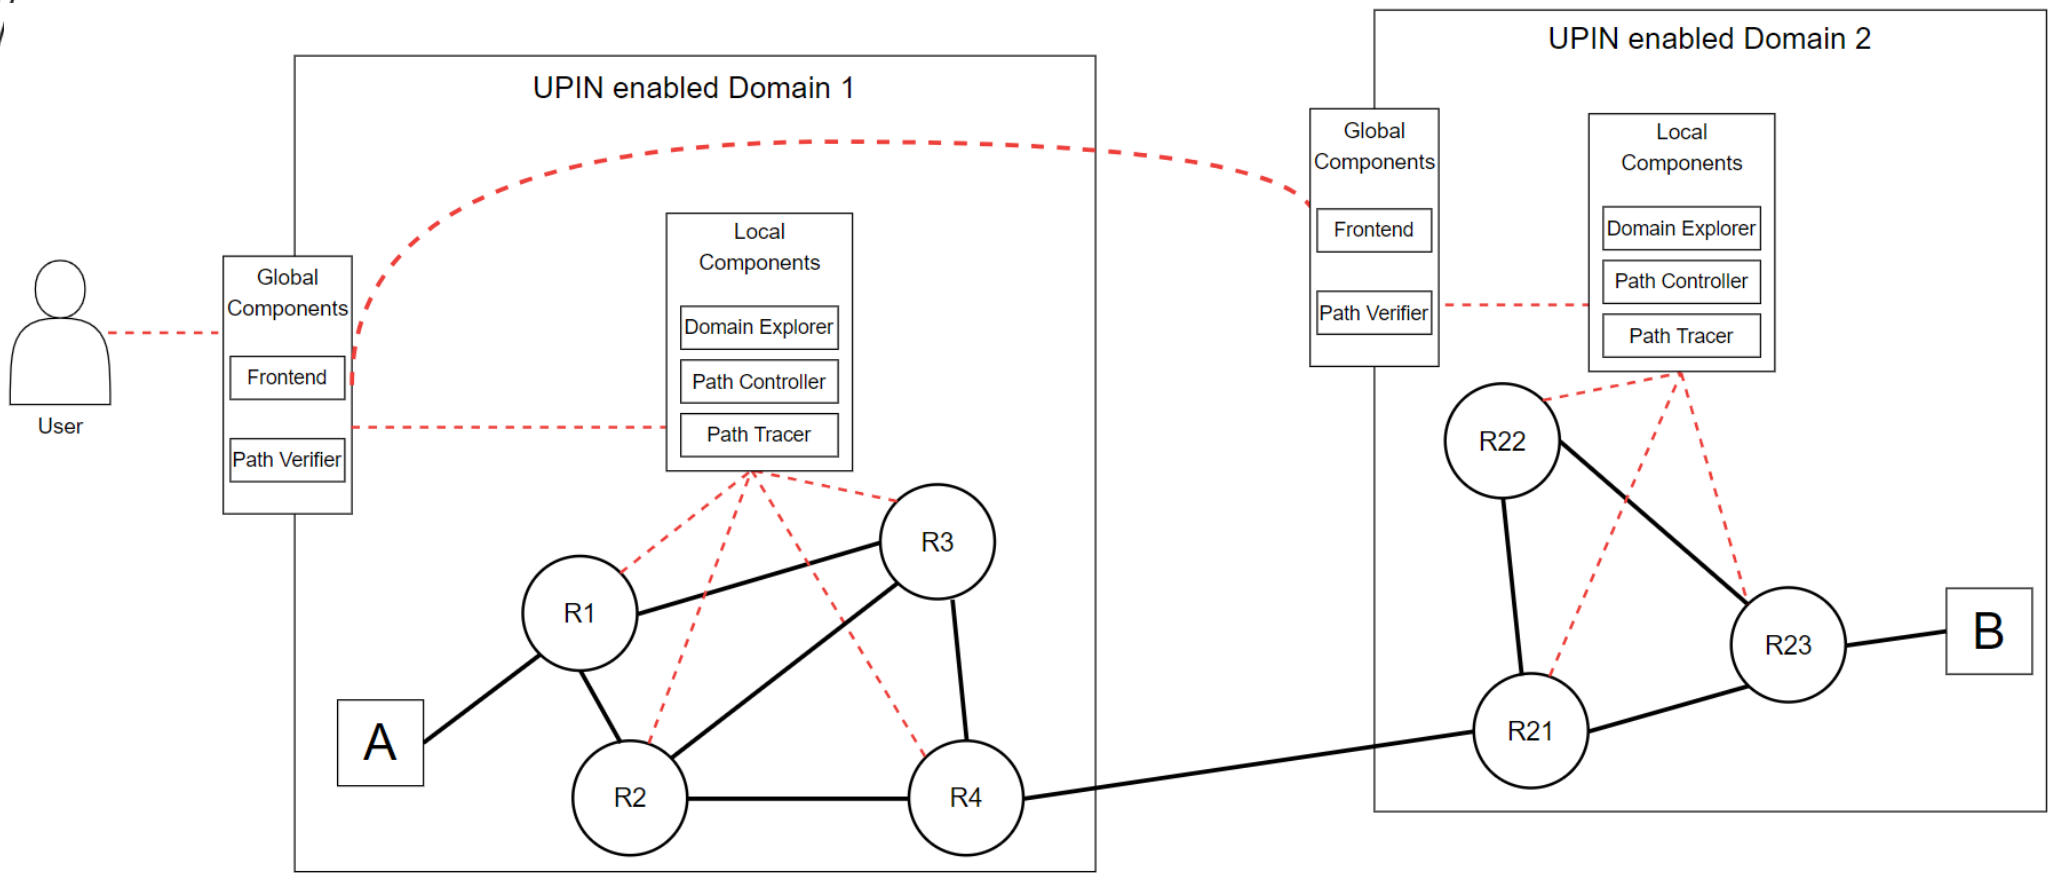 UPIN enabled Domain 1
UPIN enabled Domain 2
User
Global
Components
Frontend
Path Verifier
Local
Components
Domain Explorer
Path Controller
Path Tracer
R1
R2
R3
R4
A
Global
Components
Frontend
Path Verifier
Local
Components
Domain Explorer
Path Controller
Path Tracer
R22
R21
R23
B